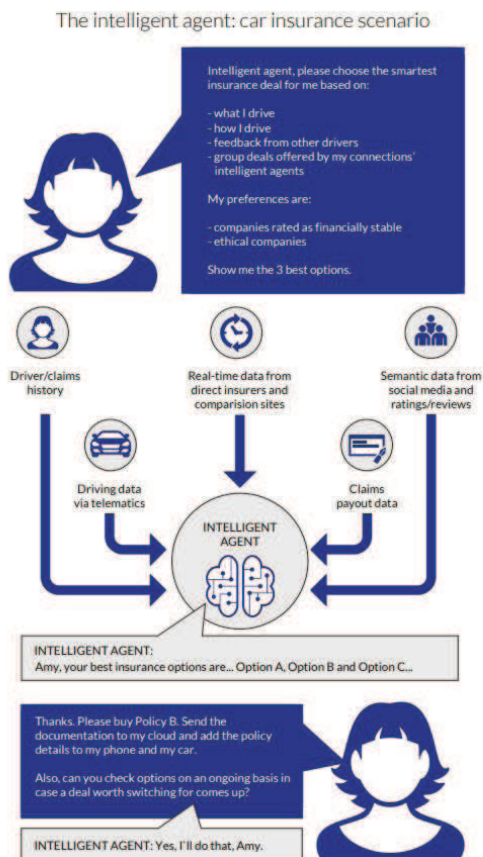 The intelligent agent: car insurance scenario
Intelligent agent, please choose the smartest
insurance deal for me based on:
- what I drive
- how I drive
- feedback from other drivers
- group deals offered by my connections'
intelligent agents
My preferences are:
- companies rated as financially stable
- ethical companies
Show me the 3 best options.
Driver/claims
history
Real-time data from
direct insurers and
comparision sites
Semantic data from
social media and
ratings/reviews
Driving data
via telematics
Claims
payout data
INTELLIGENT
AGENT
INTELLIGENT AGENT:
Amy, your best insurance options are... Option A, Option B and Option C...
Thanks. Please buy Policy B. Send the
documentation to my cloud and add the policy
details to my phone and my car.
Also, can you check options on an ongoing basis in
case a deal worth switching for comes up?
INTELLIGENT AGENT: Yes, I'll do that, Amy.